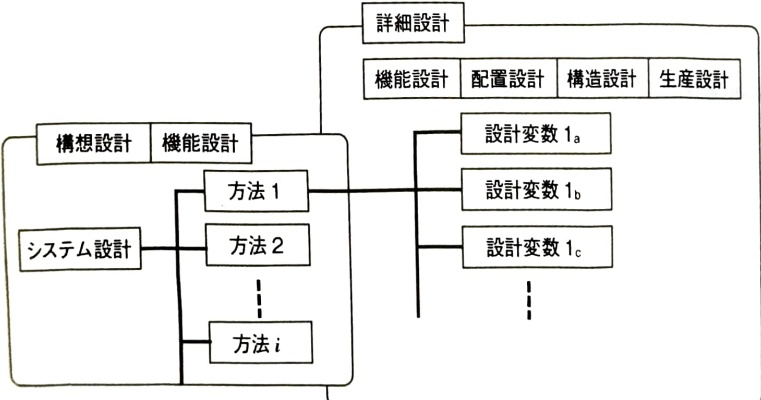 詳細設計
機能設計 配置設計 構造設計 生産設計
構想設計 機能設計
設計変数 1a
方法 1
設計変数 1b
システム設計
方法 2
設計変数 1c
方法 i